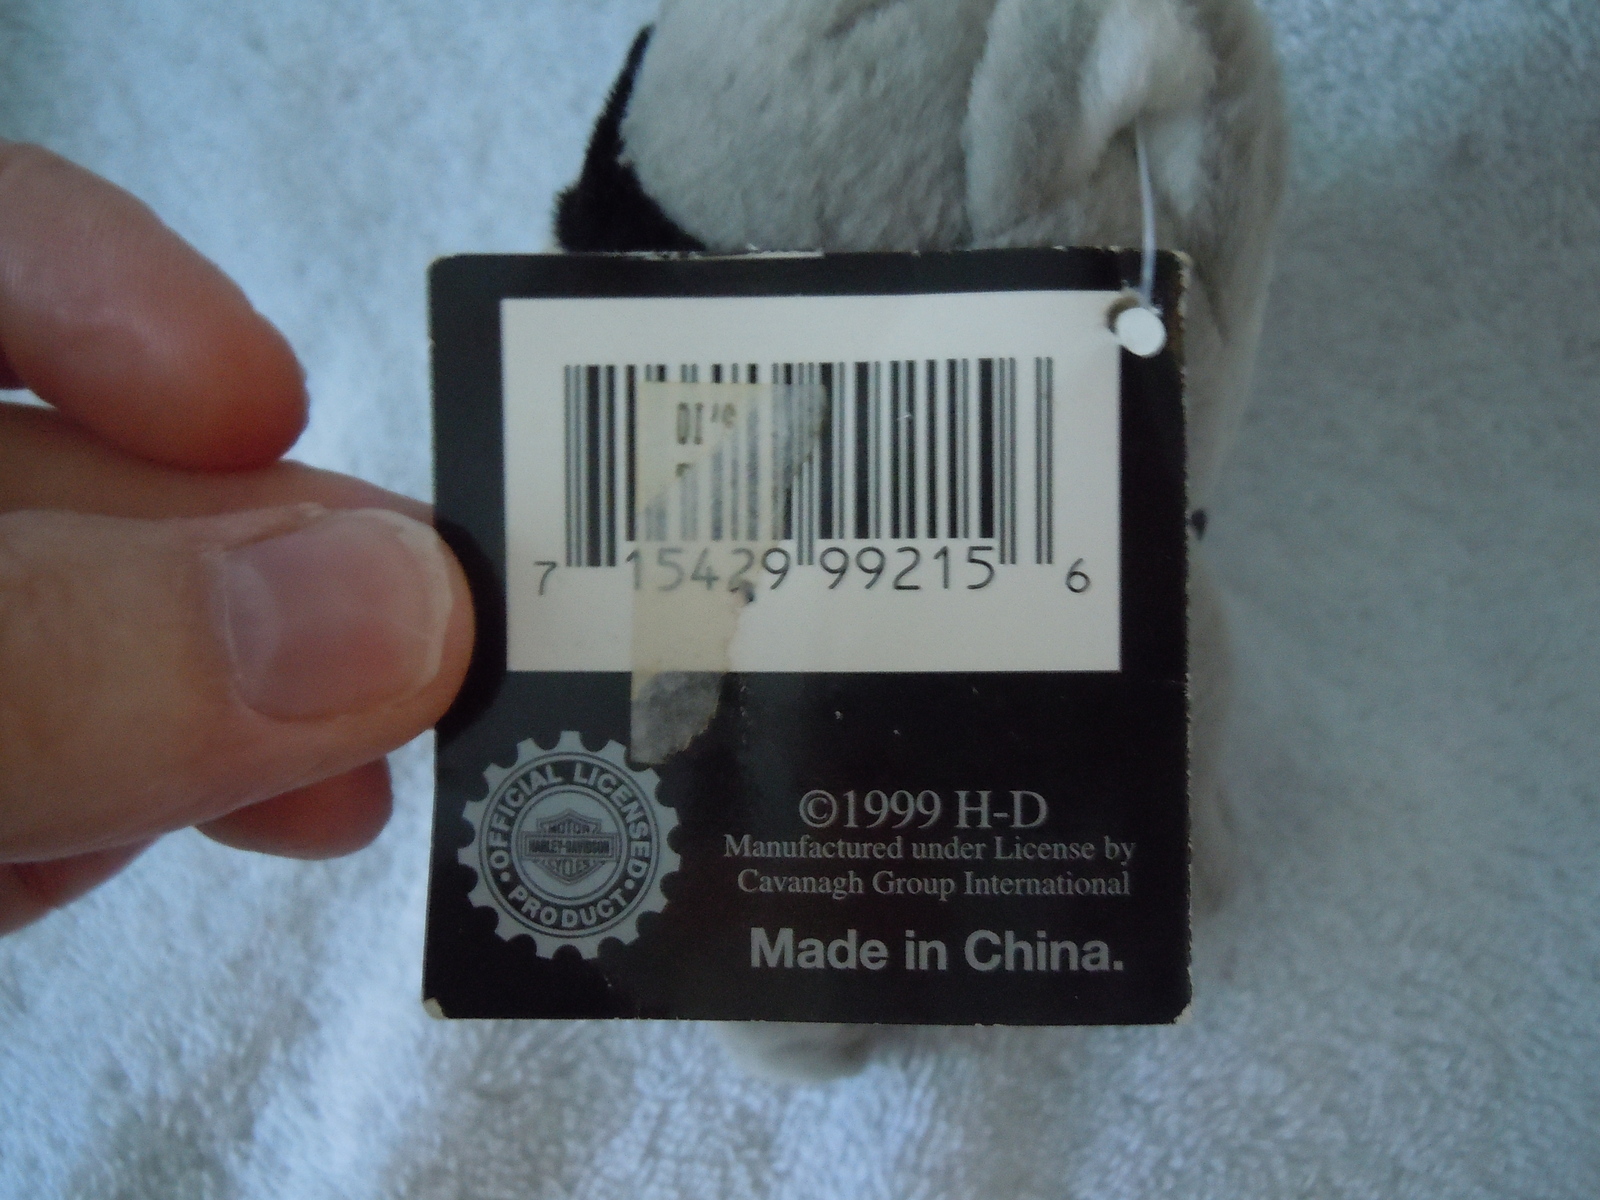 7 15429 99215 6
OFFICIAL LICENSED
MOTOR
HARLEY-DAVIDSON
CYCLES
• PRODUCT •
©1999 H-D
Manufactured under License by
Cavanagh Group International
Made in China.